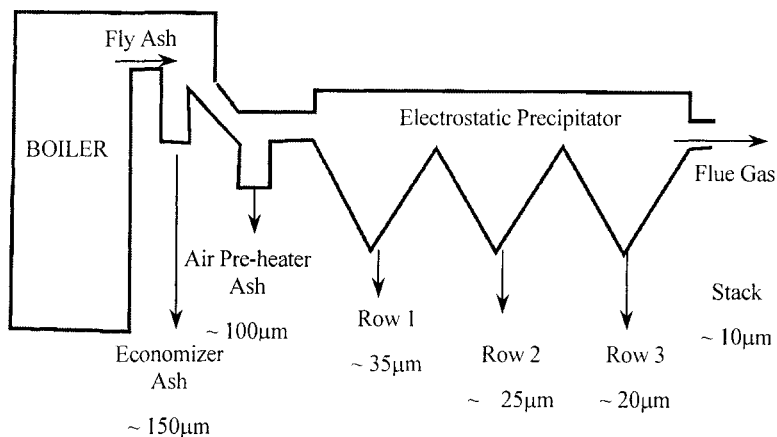 Fly Ash
BOILER
Electrostatic Precipitator
Flue Gas
Air Pre-heater
Ash
~ 100μm
Economizer
Ash
~ 150μm
Row 1
~ 35μm
Row 2
~ 25μm
Row 3
~ 20μm
Stack
~ 10μm